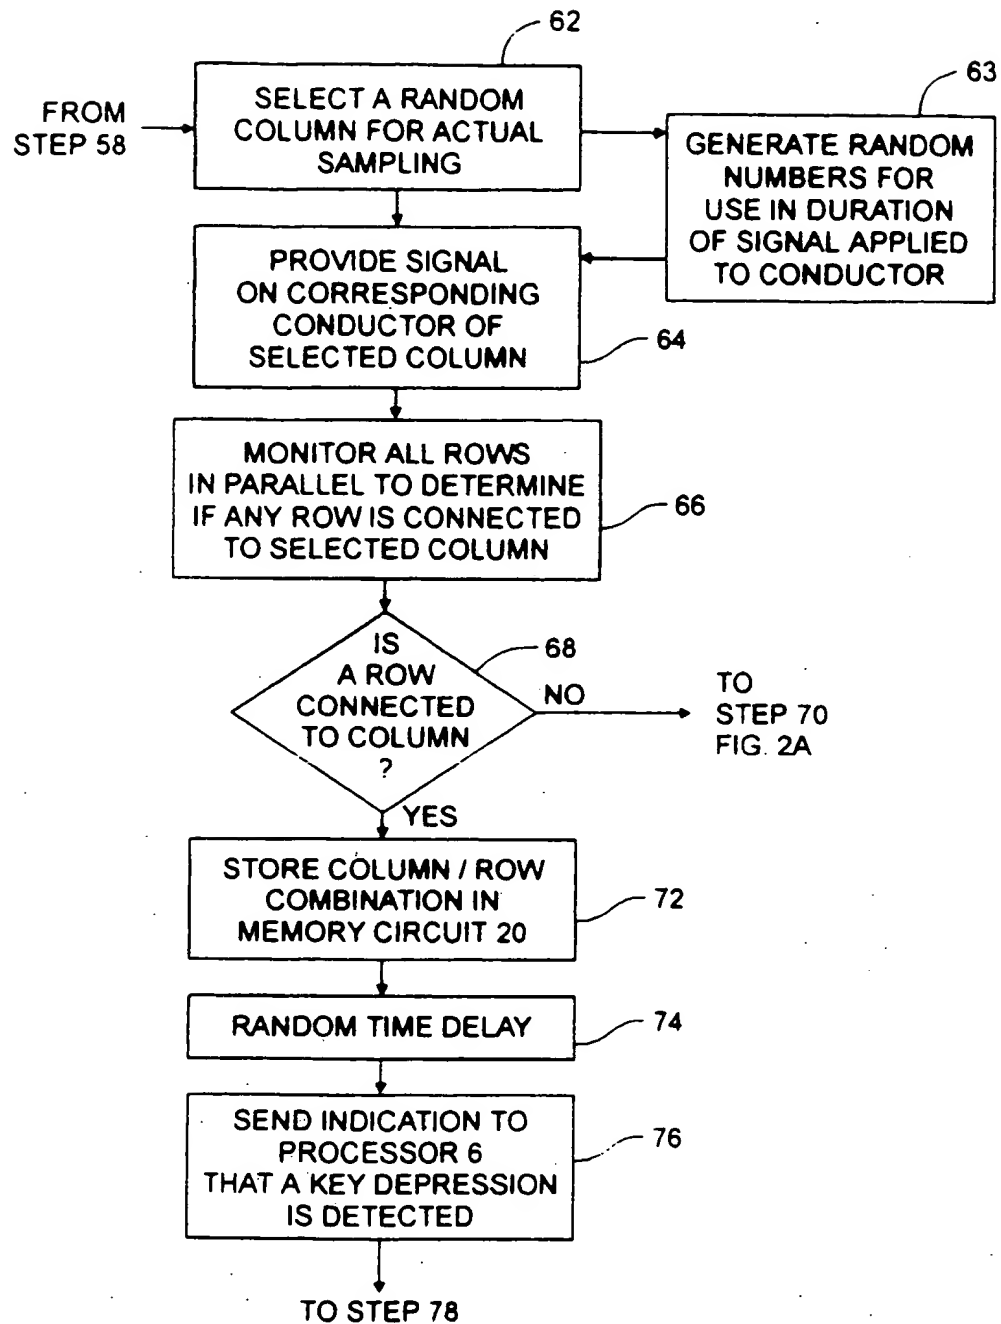 62
FROM
STEP 58
SELECT A RANDOM
COLUMN FOR ACTUAL
SAMPLING
63
GENERATE RANDOM
NUMBERS FOR
USE IN DURATION
OF SIGNAL APPLIED
TO CONDUCTOR
PROVIDE SIGNAL
ON CORRESPONDING
CONDUCTOR OF
SELECTED COLUMN
64
MONITOR ALL ROWS
IN PARALLEL TO DETERMINE
IF ANY ROW IS CONNECTED
TO SELECTED COLUMN
66
IS
A ROW
CONNECTED
TO COLUMN
?
68
NO
TO
STEP 70
FIG. 2A
YES
STORE COLUMN / ROW
COMBINATION IN
MEMORY CIRCUIT 20
72
RANDOM TIME DELAY
74
SEND INDICATION TO
PROCESSOR 6
THAT A KEY DEPRESSION
IS DETECTED
76
TO STEP 78